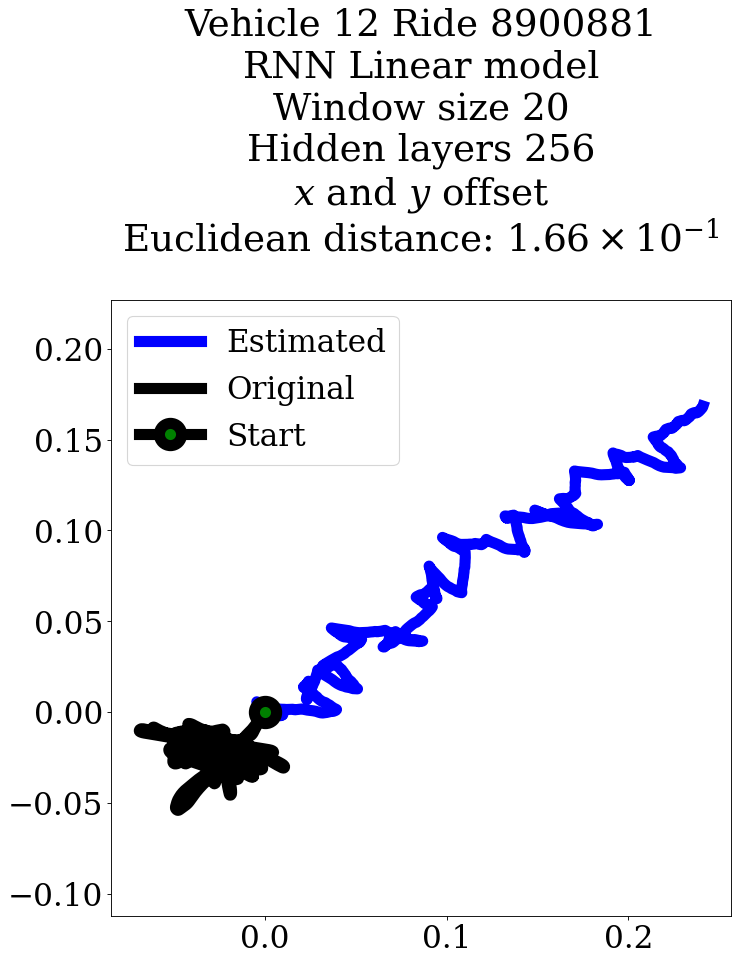 Vehicle 12 Ride 8900881
RNN Linear model
Window size 20
Hidden layers 256
x and y offset
Euclidean distance: 1.66 × 10⁻¹
Estimated
Original
Start
0.20
0.15
0.10
0.05
0.00
−0.05
−0.10
0.0 0.1 0.2